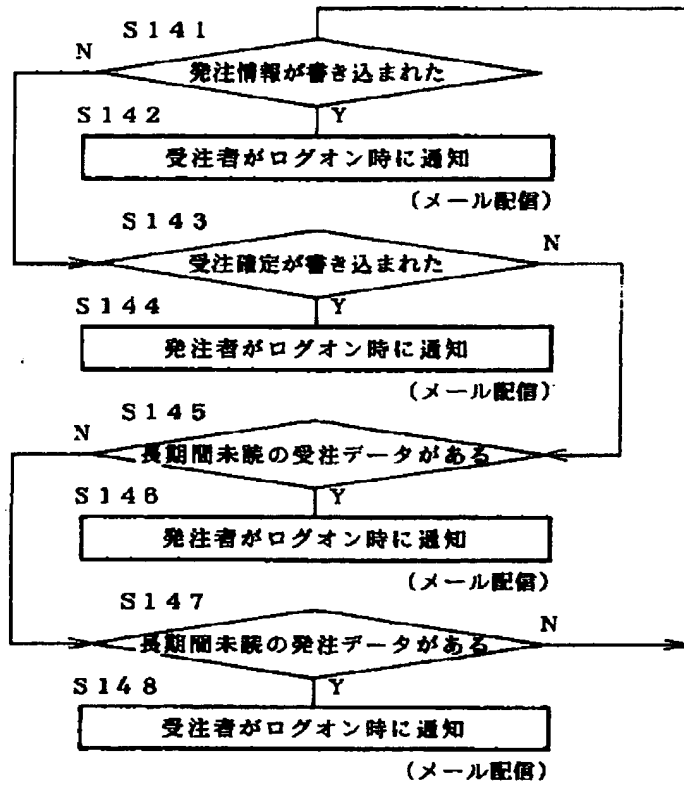 S141
N
発注情報が書き込まれた
S142
Y
受注者がログオン時に通知
(メール配信)
S143
N
受注確定が書き込まれた
S144
Y
発注者がログオン時に通知
(メール配信)
S145
N
長期間未読の受注データがある
S146
Y
発注者がログオン時に通知
(メール配信)
S147
N
長期間未読の発注データがある
S148
Y
受注者がログオン時に通知
(メール配信)